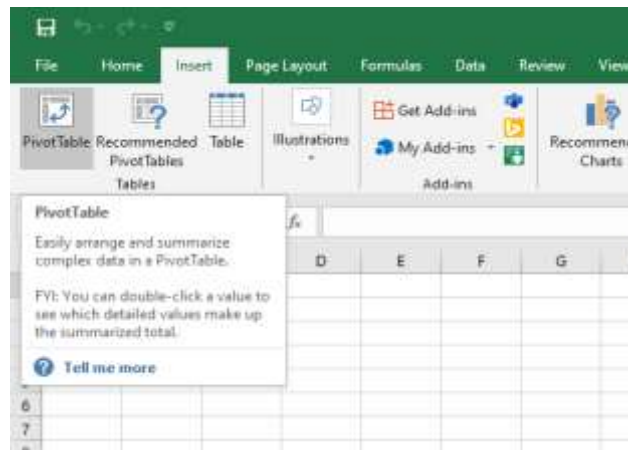 File Home Insert Page Layout Formulas Data Review View
PivotTable Recommended PivotTables Table Illustrations Get Add-ins My Add-ins Recommen
Charts
Tables Add-ins
PivotTable
Easily arrange and summarize
complex data in a PivotTable.
FYI: You can double-click a value to
see which detailed values make up
the summarized total.
Tell me more
fx
D E F G
6
7